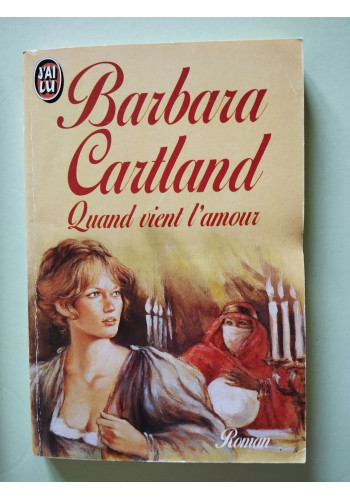 J'AI
LU
Barbara
Cartland
Quand vient l'amour
Roman